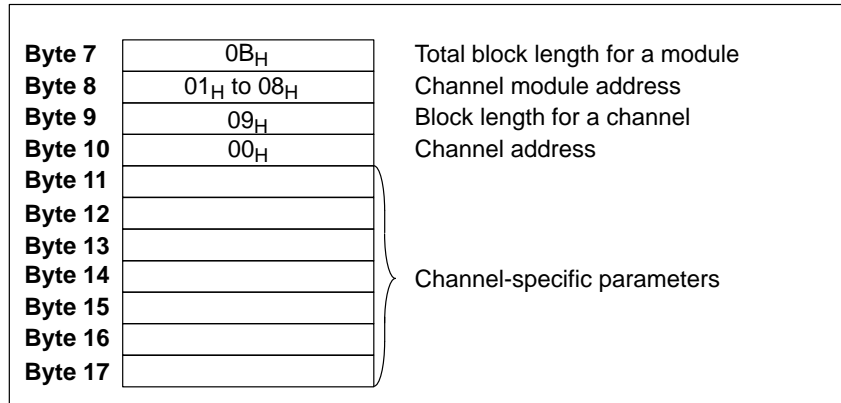 Byte 7 0BH Total block length for a module
Byte 8 01H to 08H Channel module address
Byte 9 09H Block length for a channel
Byte 10 00H Channel address
Byte 11
Byte 12
Byte 13
Byte 14 Channel-specific parameters
Byte 15
Byte 16
Byte 17